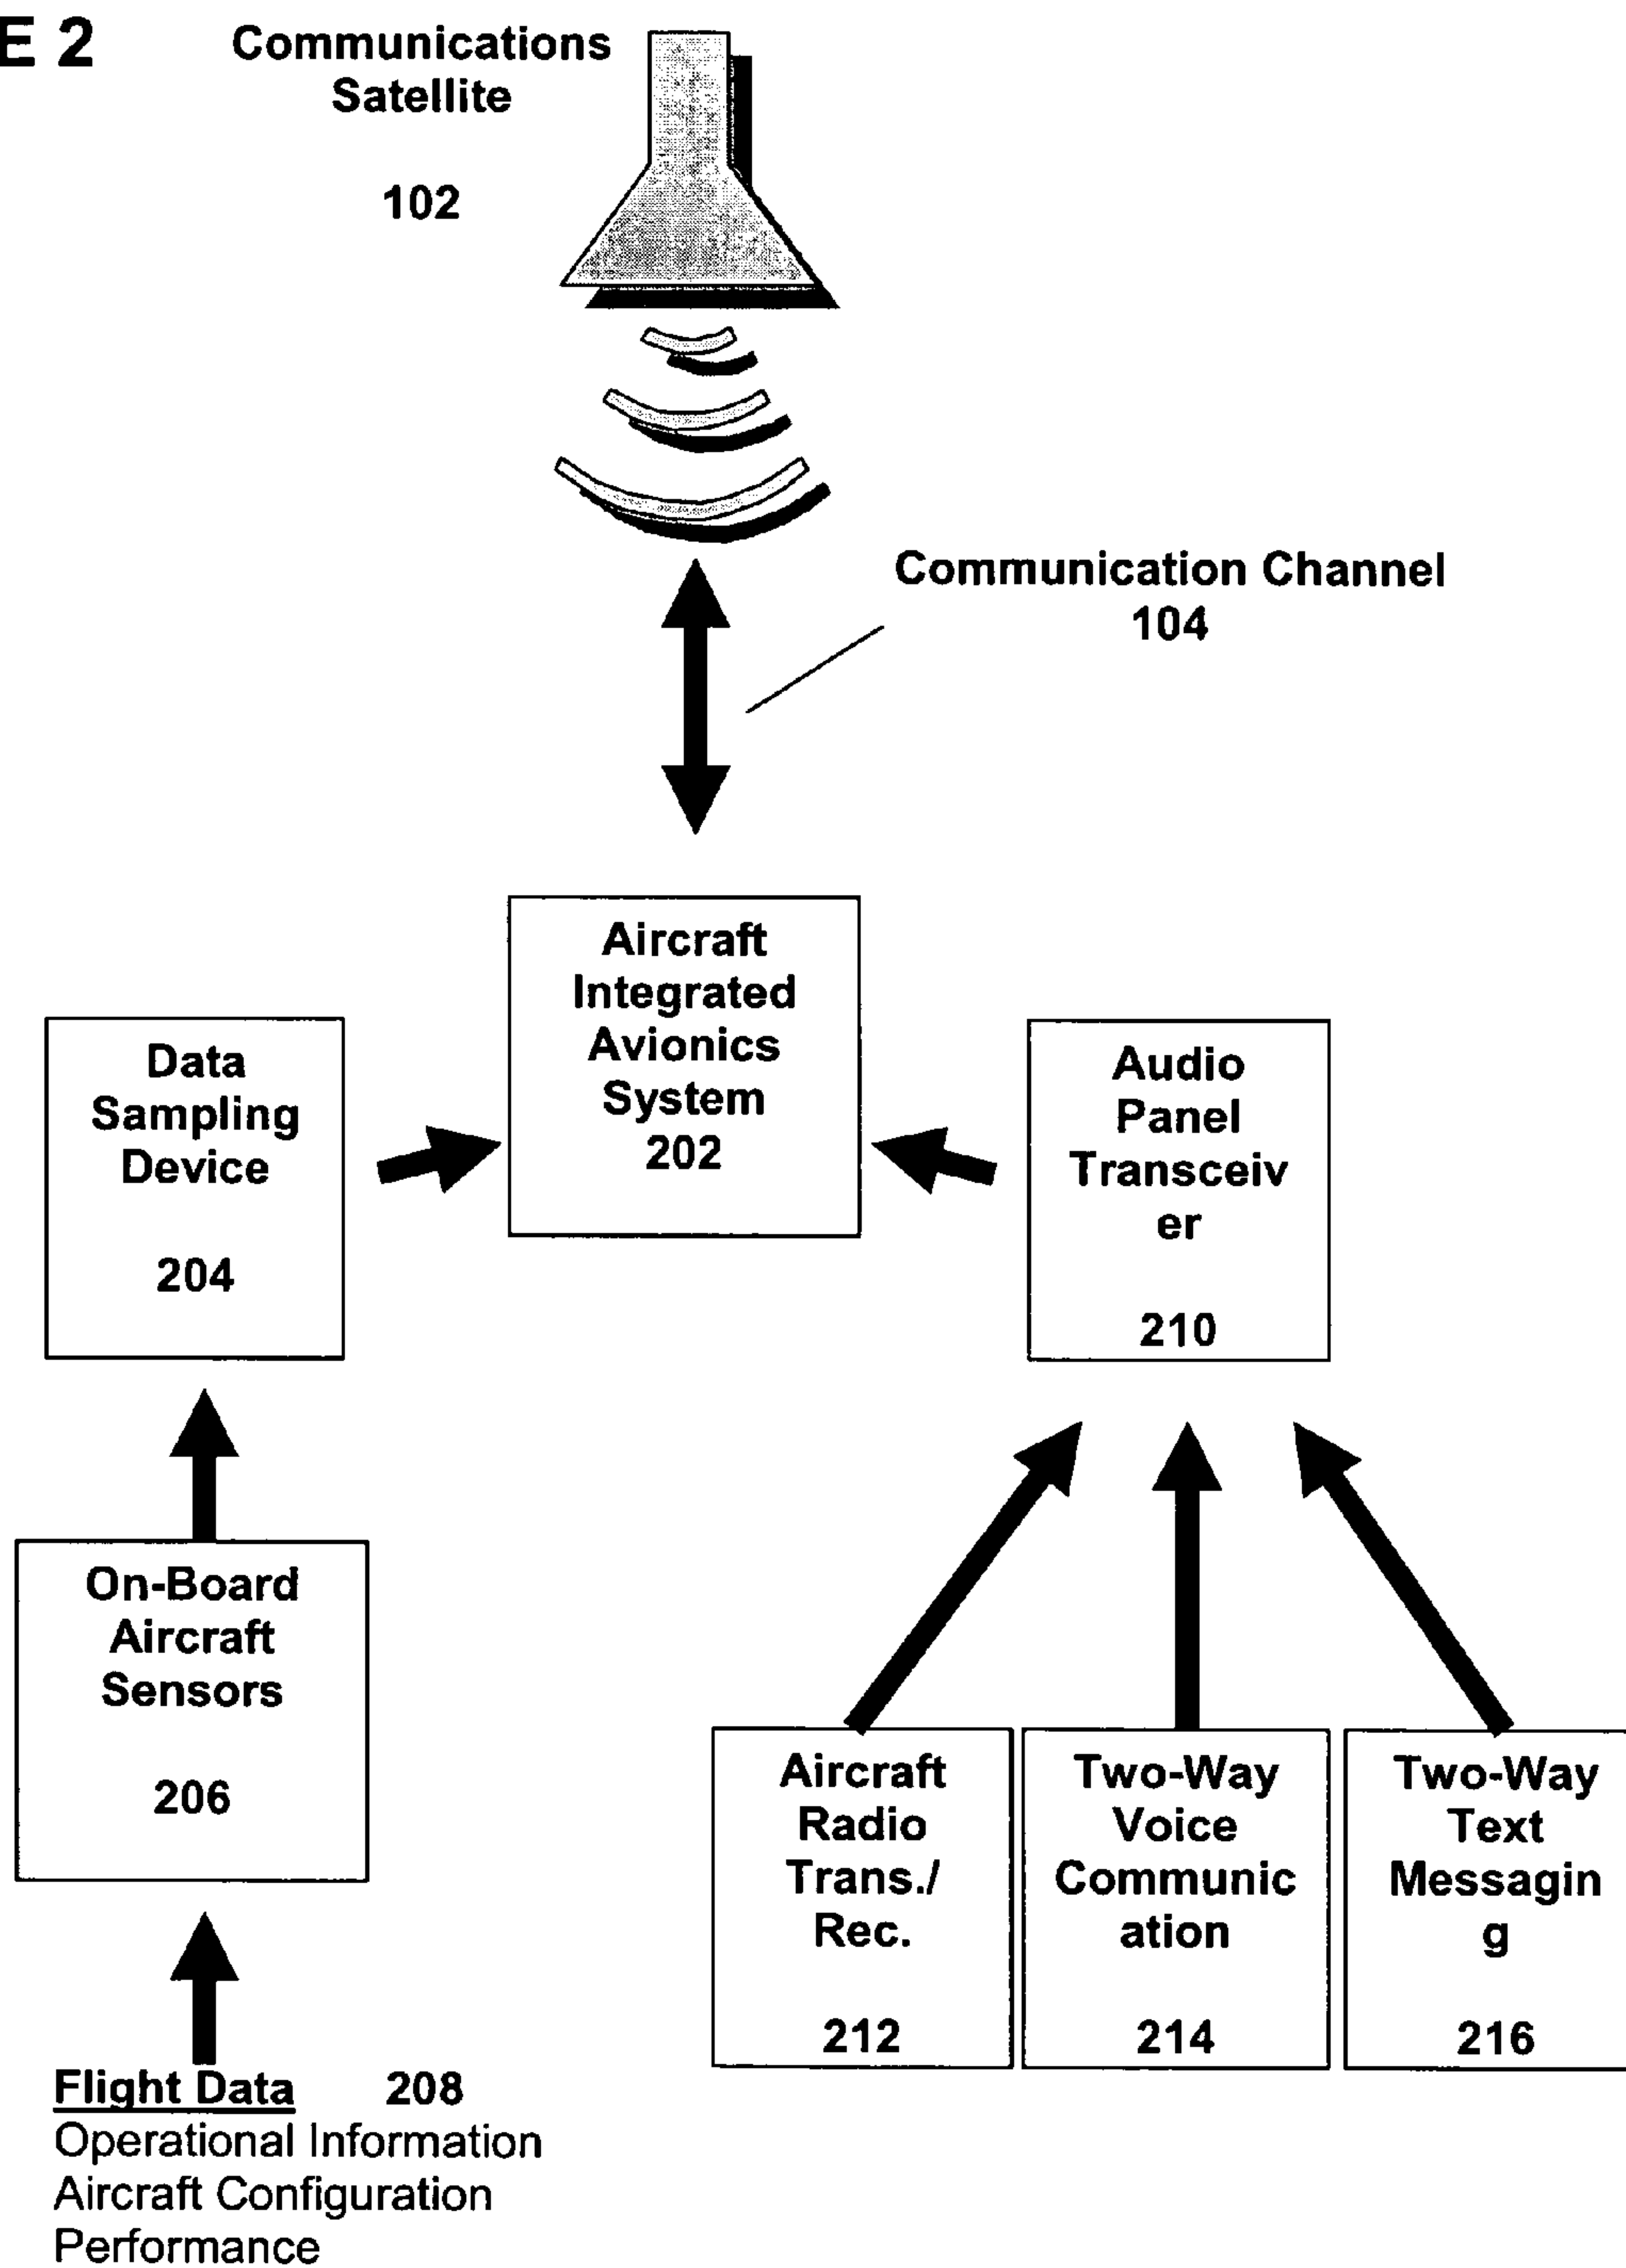 E 2
Communications
Satellite
102
Communication Channel
104
Aircraft
Integrated
Avionics
System
202
Data
Sampling
Device
204
Audio
Panel
Transceiv
er
210
On-Board
Aircraft
Sensors
206
Aircraft
Radio
Trans./
Rec.
212
Two-Way
Voice
Communic
ation
214
Two-Way
Text
Messagin
g
216
Flight Data 208
Operational Information
Aircraft Configuration
Performance